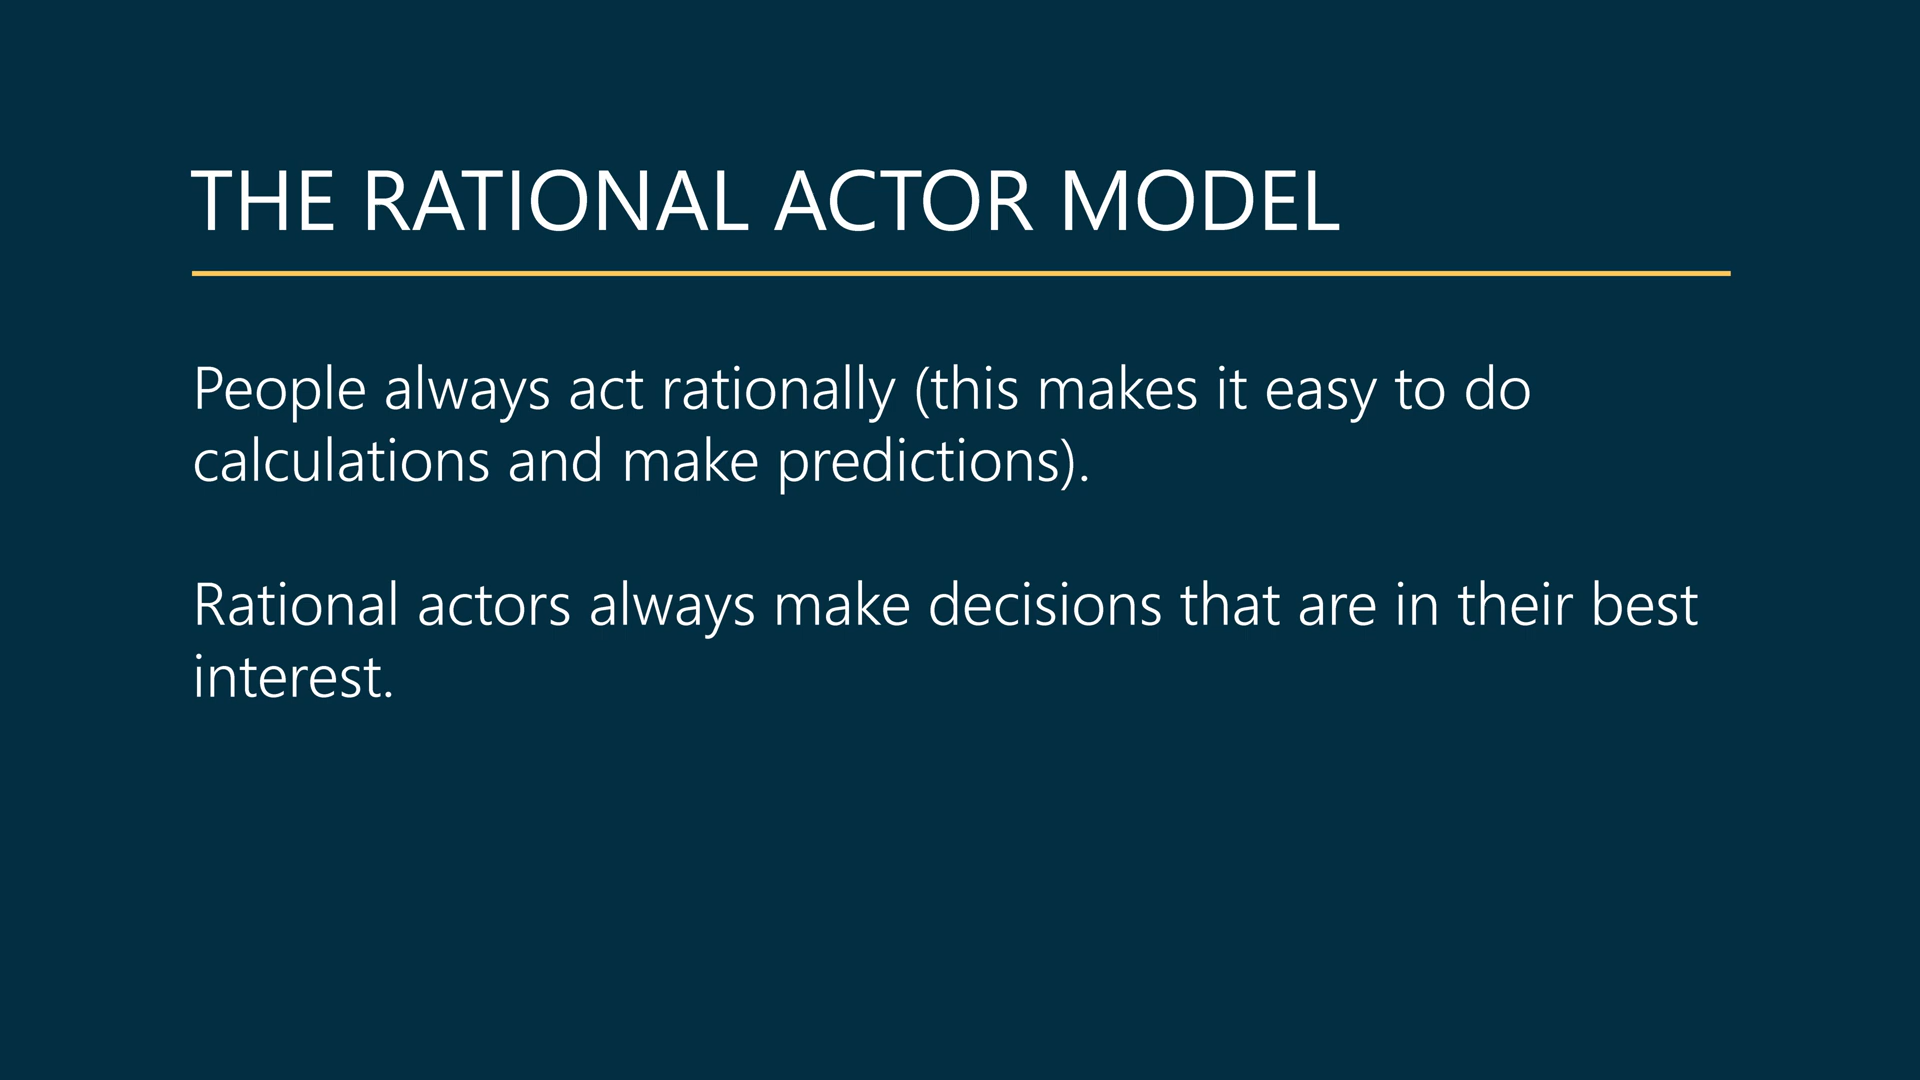 THE RATIONAL ACTOR MODEL
People always act rationally (this makes it easy to do
calculations and make predictions).
Rational actors always make decisions that are in their best
interest.